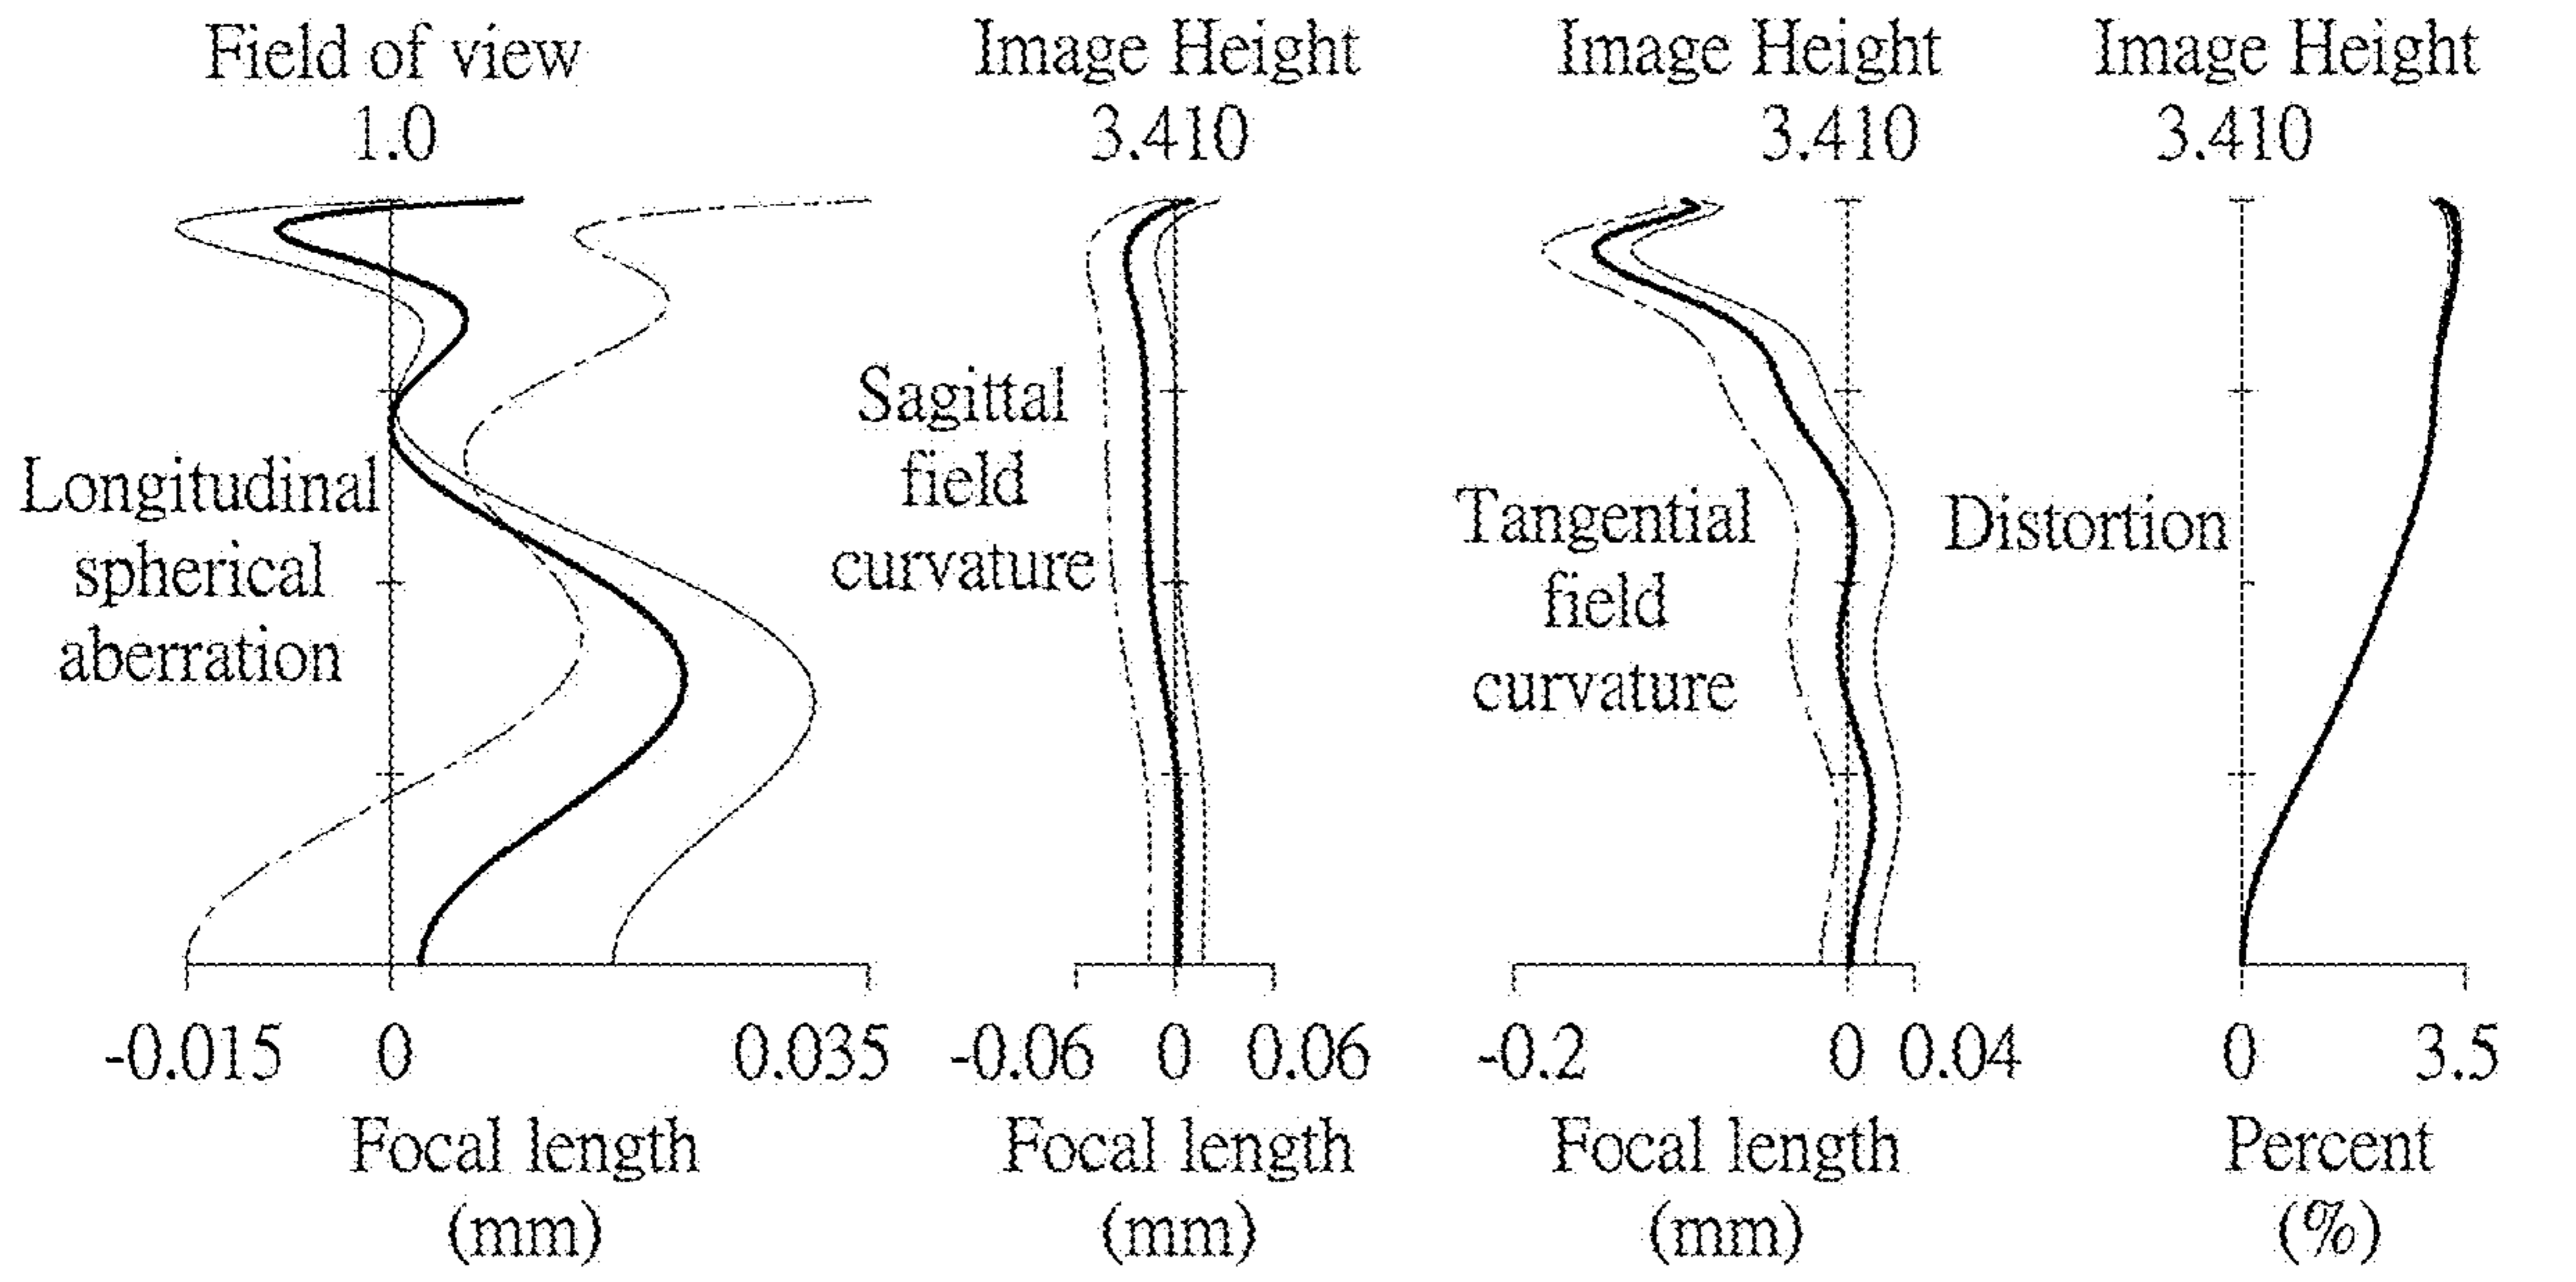 Field of view
1.0
Longitudinal
spherical
aberration
-0.015 0 0.035
Focal length
(mm)
Image Height
3.410
Sagittal
field
curvature
-0.06 0 0.06
Focal length
(mm)
Image Height
3.410
Tangential
field
curvature
-0.2 0 0.04
Focal length
(mm)
Image Height
3.410
Distortion
0 3.5
Percent
(%)